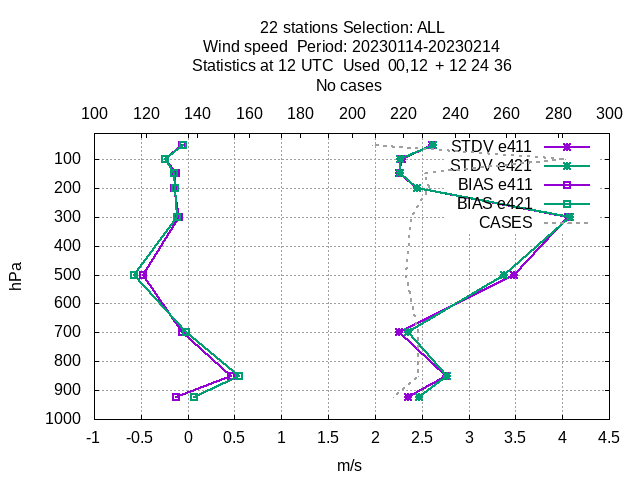 22 stations Selection: ALL
Wind speed  Period: 20230114-20230214
Statistics at 12 UTC  Used  00,12  + 12 24 36
No cases
100 120 140 160 180 200 220 240 260 280 300
STDV e411
STDV e421
BIAS e411
BIAS e421
CASES
100
200
300
400
500
600
700
800
900
1000
hPa
-1 -0.5 0 0.5 1 1.5 2 2.5 3 3.5 4 4.5
m/s